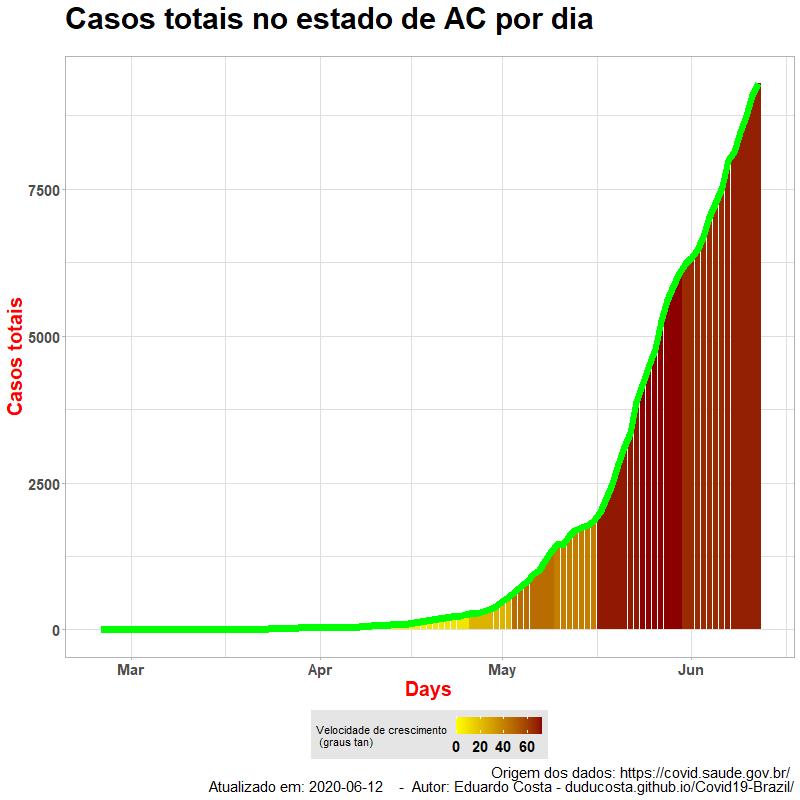 Casos totais no estado de AC por dia
Casos totais
7500
5000
2500
0
Mar Apr May Jun
Days
Velocidade de crescimento
(graus tan)
0 20 40 60
Origem dos dados: https://covid.saude.gov.br/
Atualizado em: 2020-06-12 - Autor: Eduardo Costa - duducosta.github.io/Covid19-Brazil/